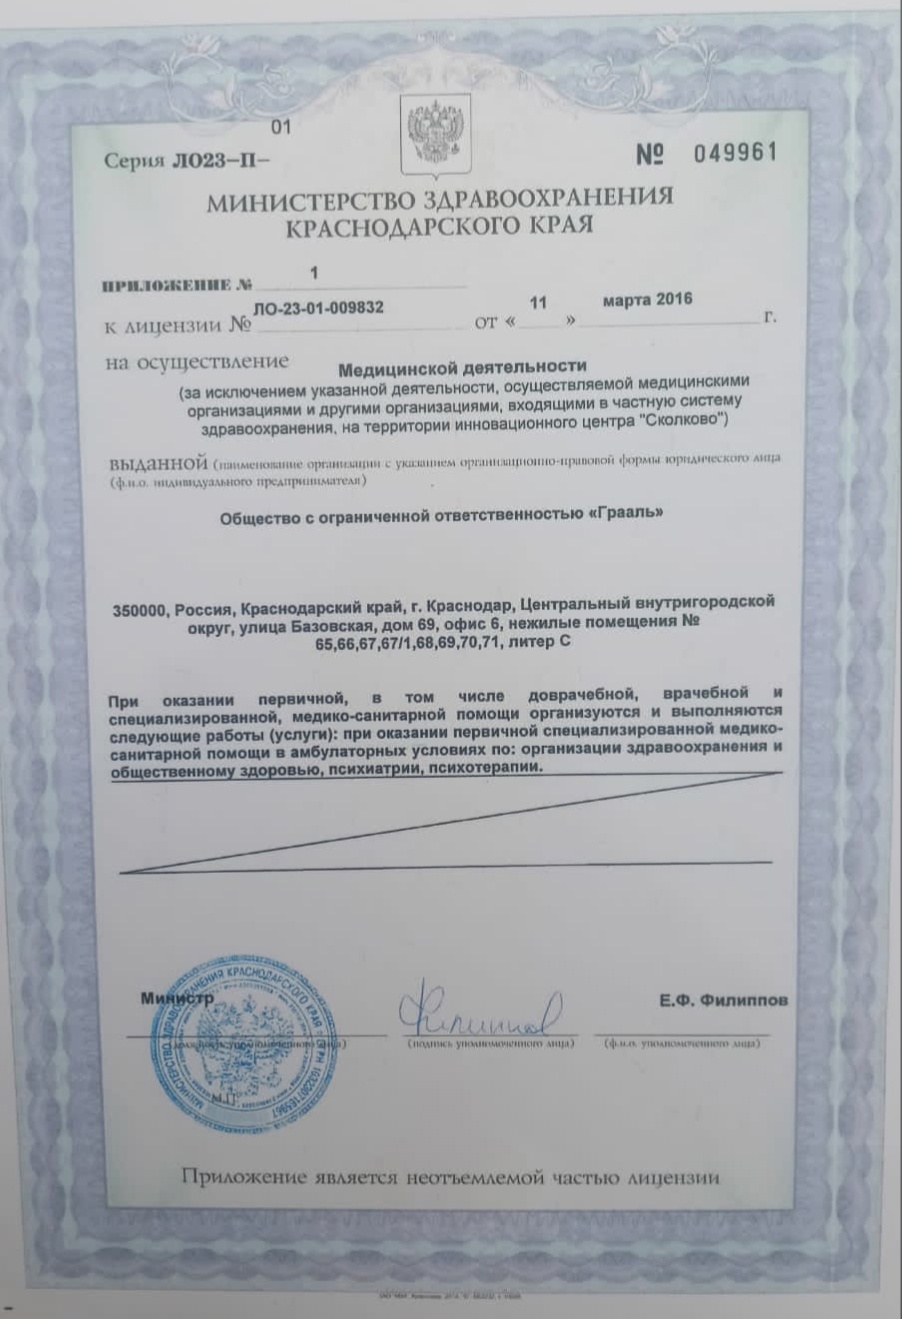 01
Серия ЛО23-П-
№ 049961
МИНИСТЕРСТВО ЗДРАВООХРАНЕНИЯ
КРАСНОДАРСКОГО КРАЯ
ПРИЛОЖЕНИЕ № 1
к лицензии № ЛО-23-01-009832 от « 11 » марта 2016 г.
на осуществление Медицинской деятельности
(за исключением указанной деятельности, осуществляемой медицинскими
организациями и другими организациями, входящими в частную систему
здравоохранения, на территории инновационного центра "Сколково")
выданной (наименование организации с указанием организационно-правовой формы юридического лица
(ф.и.о. индивидуального предпринимателя)
Общество с ограниченной ответственностью «Грааль»
350000, Россия, Краснодарский край, г. Краснодар, Центральный внутригородской
округ, улица Базовская, дом 69, офис 6, нежилые помещения №
65,66,67,67/1,68,69,70,71, литер С
При оказании первичной, в том числе доврачебной, врачебной и
специализированной, медико-санитарной помощи организуются и выполняются
следующие работы (услуги): при оказании первичной специализированной медико-
санитарной помощи в амбулаторных условиях по: организации здравоохранения и
общественному здоровью, психиатрии, психотерапии.
МИНИСТЕРСТВО ЗДРАВООХРАНЕНИЯ КРАСНОДАРСКОГО КРАЯ
Министр
Е.Ф. Филиппов
(должность уполномоченного лица)
(подпись уполномоченного лица)
(ф.и.о. уполномоченного лица)
М.П.
Приложение является неотъемлемой частью лицензии